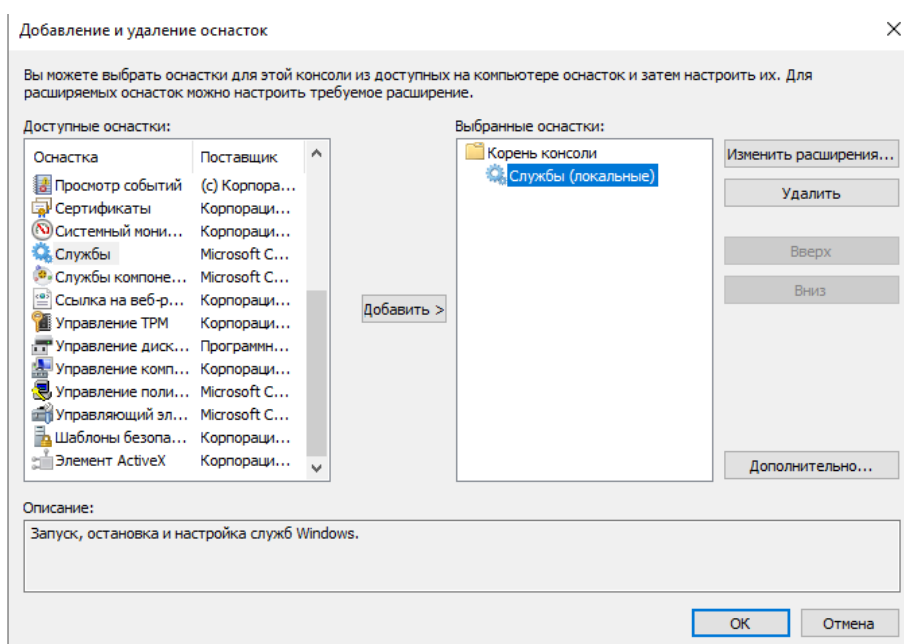 Добавление и удаление оснасток
Вы можете выбрать оснастки для этой консоли из доступных на компьютере оснасток и затем настроить их. Для
расширяемых оснасток можно настроить требуемое расширение.
Доступные оснастки:
Оснастка Поставщик
Просмотр событий (с) Корпора...
Сертификаты Корпораци...
Системный мони... Корпораци...
Службы Microsoft C...
Службы компоне... Microsoft C...
Ссылка на веб-р... Корпораци...
Управление TPM Корпораци...
Управление диск... Программн...
Управление комп... Корпораци...
Управление поли... Microsoft C...
Управляющий эл... Microsoft C...
Шаблоны безопа... Корпораци...
Элемент ActiveX Корпораци...
Добавить >
Выбранные оснастки:
Корень консоли
Службы (локальные)
Изменить расширения...
Удалить
Вверх
Вниз
Дополнительно...
Описание:
Запуск, остановка и настройка служб Windows.
ОК Отмена